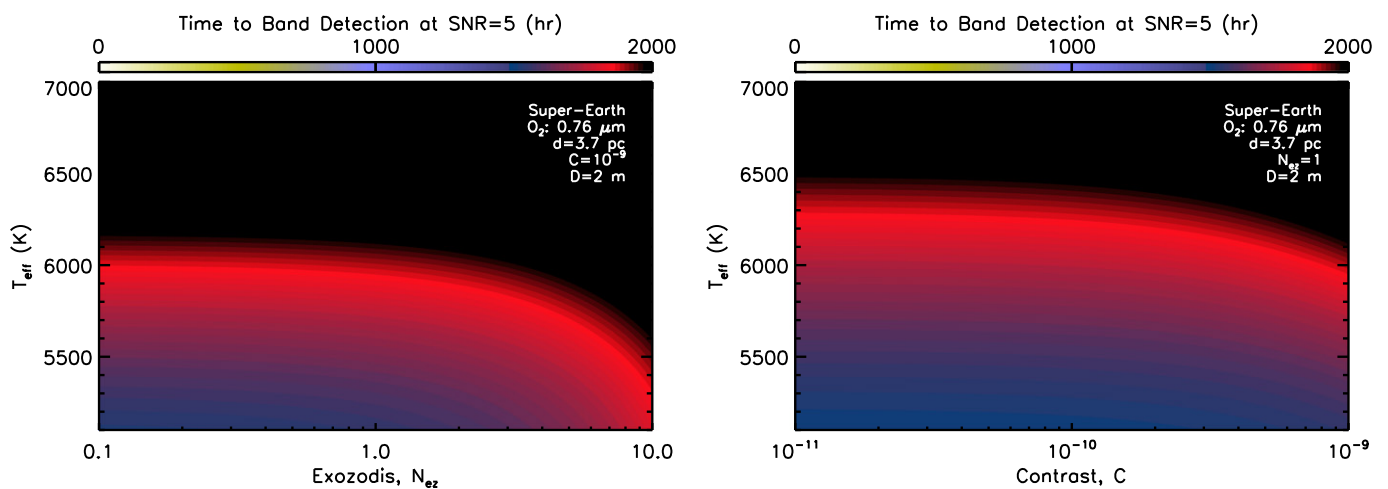 Time to Band Detection at SNR=5 (hr)
0 1000 2000
7000
6500
6000
5500
T_eff (K)
Super-Earth
O₂: 0.76 μm
d=3.7 pc
C=10⁻⁹
D=2 m
0.1 1.0 10.0
Exozodis, N_ez
Time to Band Detection at SNR=5 (hr)
0 1000 2000
7000
6500
6000
5500
T_eff (K)
Super-Earth
O₂: 0.76 μm
d=3.7 pc
N_ez=1
D=2 m
10⁻¹¹ 10⁻¹⁰ 10⁻⁹
Contrast, C